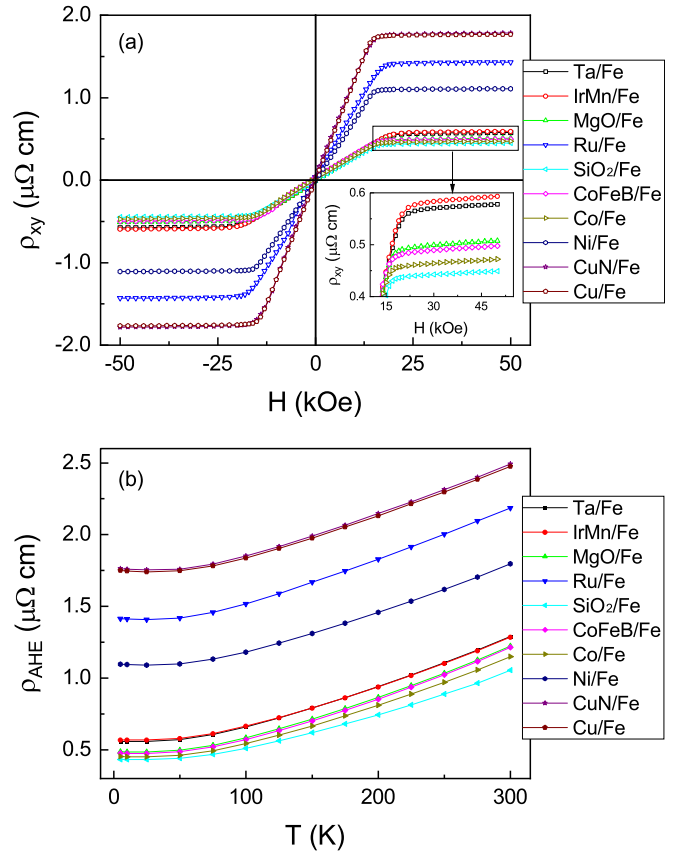 (a)
2.0
1.0
0.0
-1.0
-2.0
ρxy (μΩ cm)
-50
-25
0
25
50
H (kOe)
Ta/Fe
IrMn/Fe
MgO/Fe
Ru/Fe
SiO₂/Fe
CoFeB/Fe
Co/Fe
Ni/Fe
CuN/Fe
Cu/Fe
0.6
0.5
0.4
ρxy (μΩ cm)
15
30
45
H (kOe)
(b)
2.5
2.0
1.5
1.0
0.5
ρAHE (μΩ cm)
0
50
100
150
200
250
300
T (K)
Ta/Fe
IrMn/Fe
MgO/Fe
Ru/Fe
SiO₂/Fe
CoFeB/Fe
Co/Fe
Ni/Fe
CuN/Fe
Cu/Fe